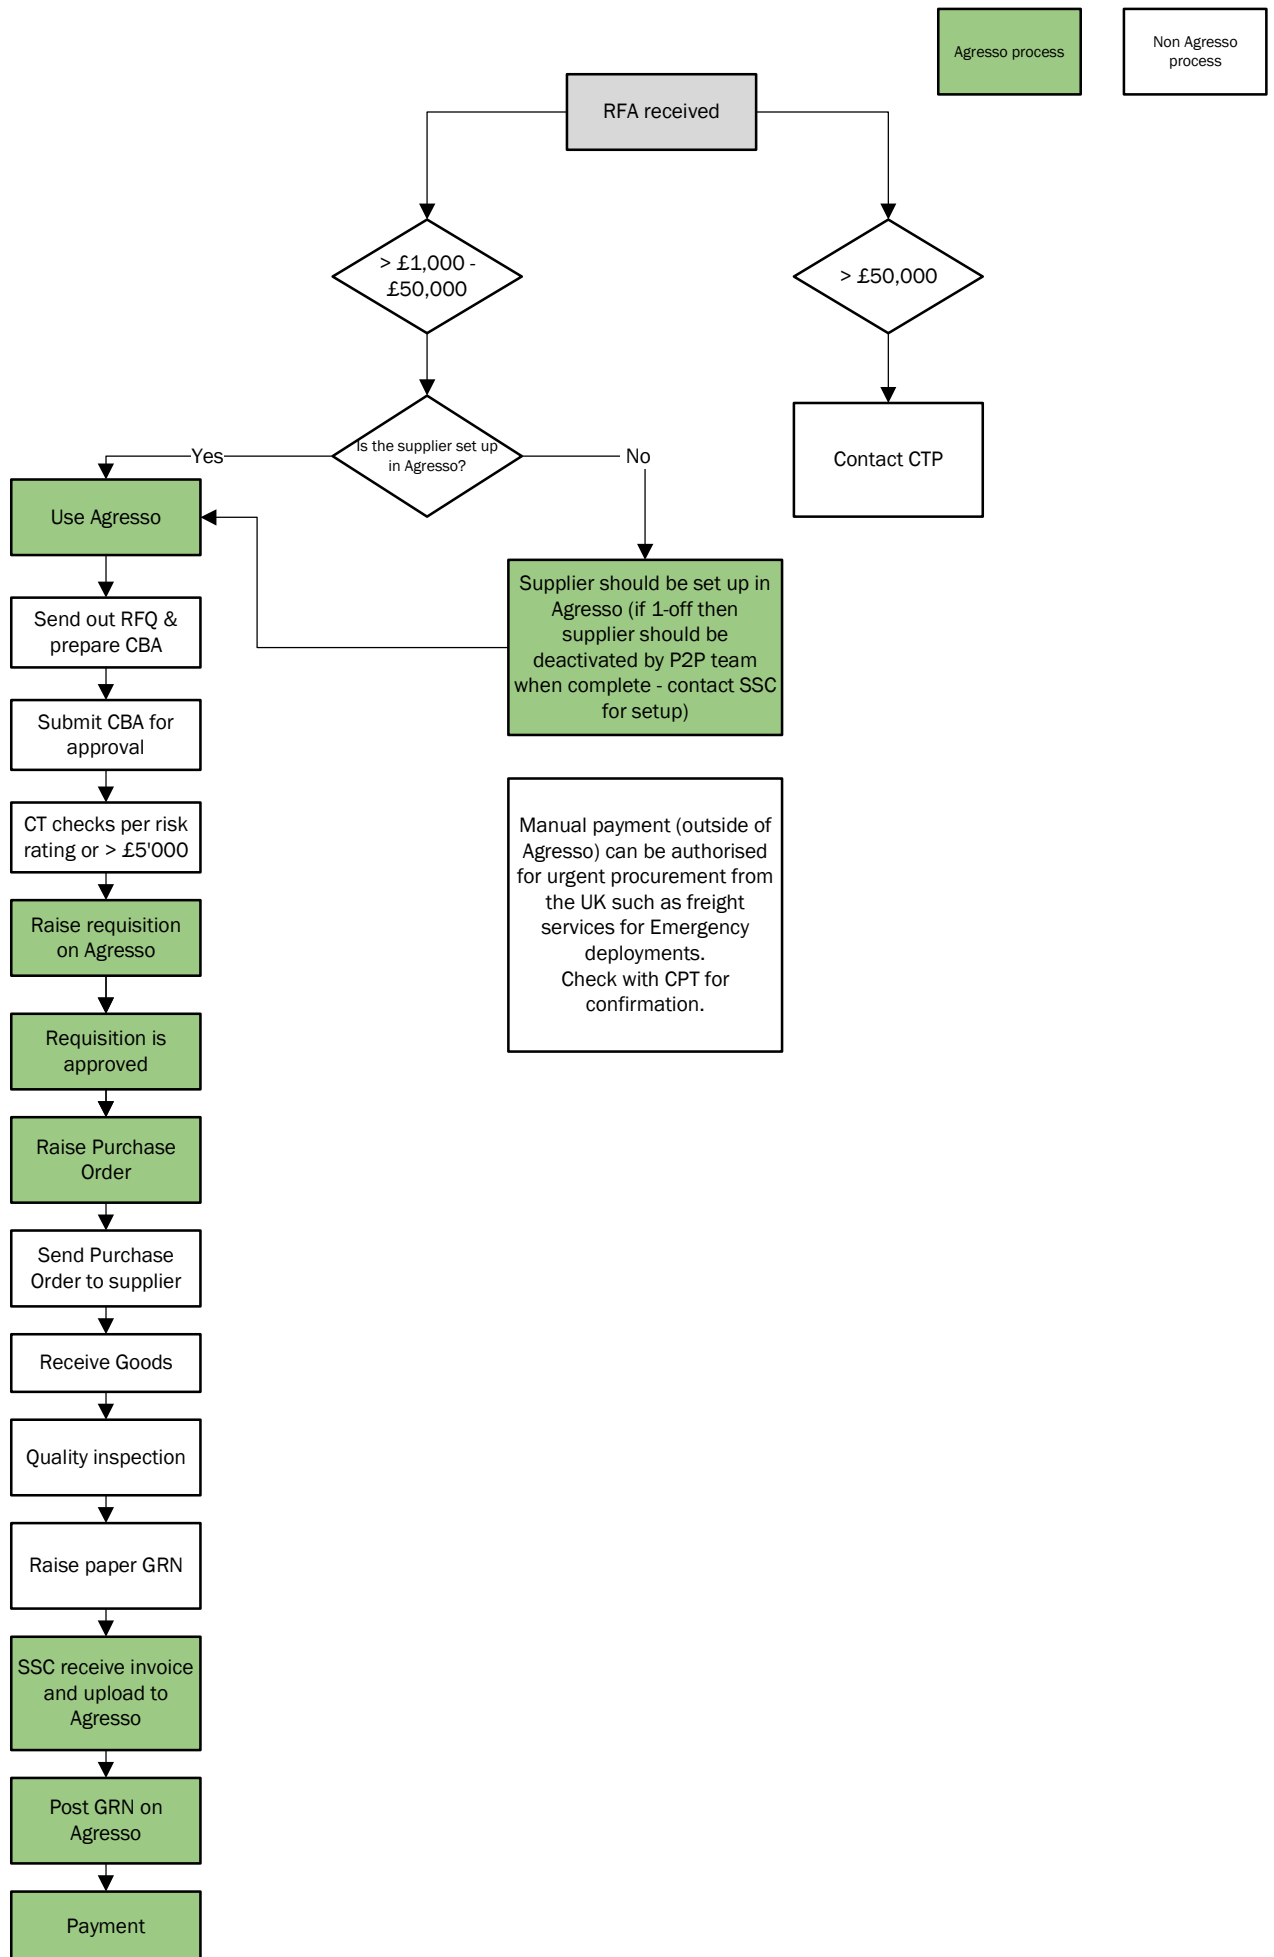 Agresso process
Non Agresso
process
RFA received
> £1,000 -
£50,000
> £50,000
Is the supplier set up
in Agresso?
Yes
No
Contact CTP
Use Agresso
Supplier should be set up in
Agresso (if 1-off then
supplier should be
deactivated by P2P team
when complete - contact SSC
for setup)
Send out RFQ &
prepare CBA
Submit CBA for
approval
CT checks per risk
rating or > £5'000
Manual payment (outside of
Agresso) can be authorised
for urgent procurement from
the UK such as freight
services for Emergency
deployments.
Check with CPT for
confirmation.
Raise requisition
on Agresso
Requisition is
approved
Raise Purchase
Order
Send Purchase
Order to supplier
Receive Goods
Quality inspection
Raise paper GRN
SSC receive invoice
and upload to
Agresso
Post GRN on
Agresso
Payment